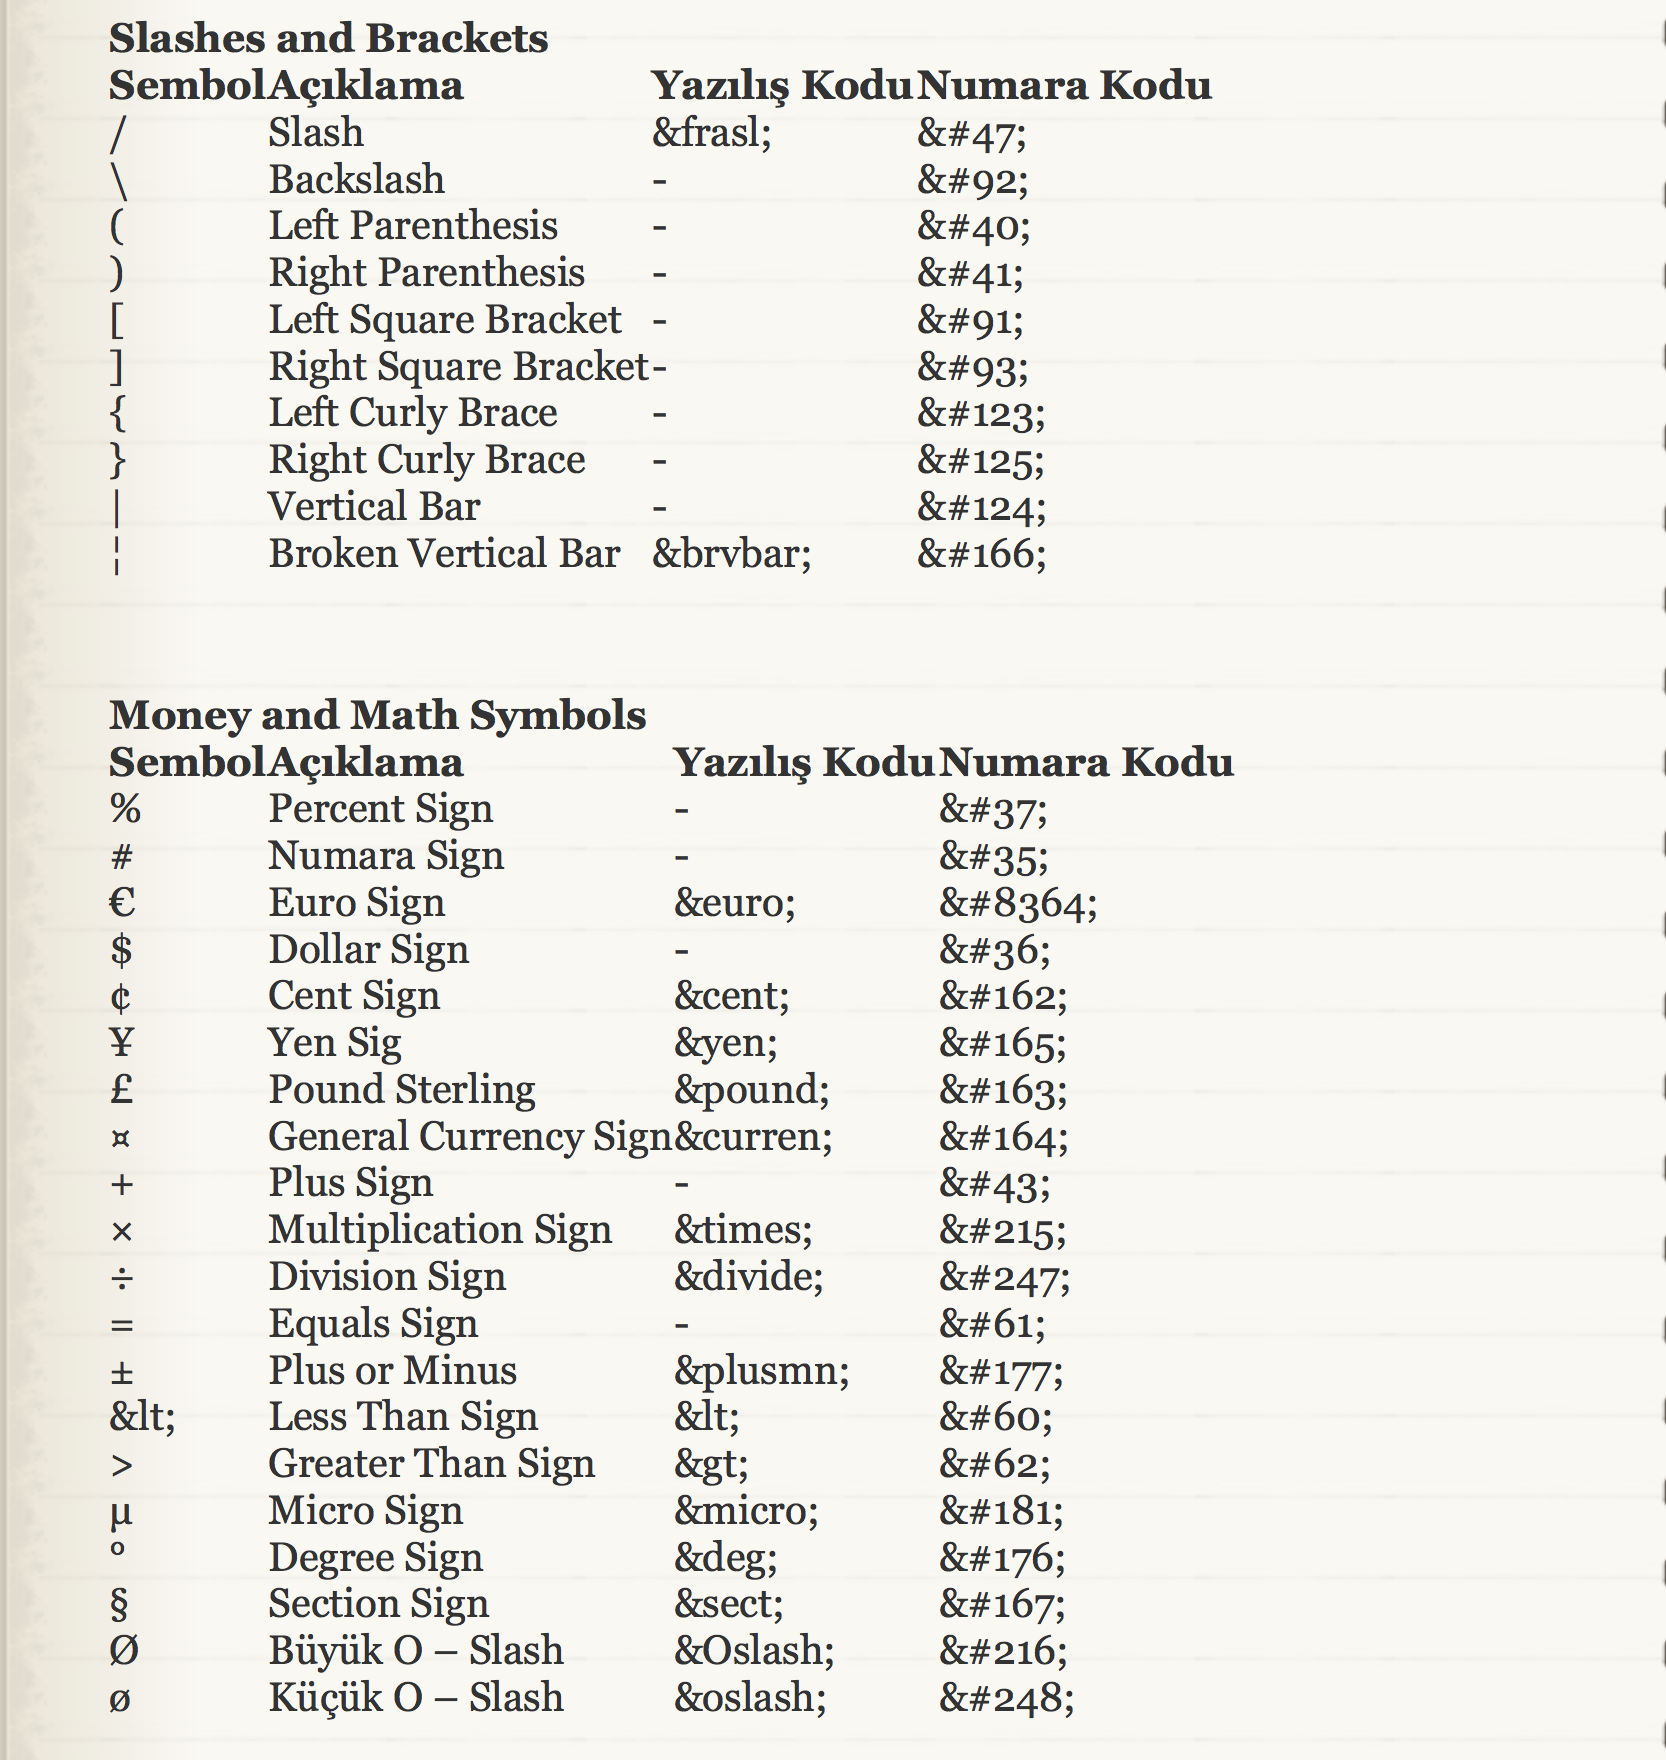 Slashes and Brackets
Sembol Açıklama Yazılış Kodu Numara Kodu
/ Slash &frasl; &#47;
\ Backslash - &#92;
( Left Parenthesis - &#40;
) Right Parenthesis - &#41;
[ Left Square Bracket - &#91;
] Right Square Bracket - &#93;
{ Left Curly Brace - &#123;
} Right Curly Brace - &#125;
| Vertical Bar - &#124;
¦ Broken Vertical Bar &brvbar; &#166;
Money and Math Symbols
Sembol Açıklama Yazılış Kodu Numara Kodu
% Percent Sign - &#37;
# Numara Sign - &#35;
€ Euro Sign &euro; &#8364;
$ Dollar Sign - &#36;
¢ Cent Sign &cent; &#162;
¥ Yen Sig &yen; &#165;
£ Pound Sterling &pound; &#163;
¤ General Currency Sign &curren; &#164;
+ Plus Sign - &#43;
× Multiplication Sign &times; &#215;
÷ Division Sign &divide; &#247;
= Equals Sign - &#61;
± Plus or Minus &plusmn; &#177;
&lt; Less Than Sign &lt; &#60;
> Greater Than Sign &gt; &#62;
µ Micro Sign &micro; &#181;
° Degree Sign &deg; &#176;
§ Section Sign &sect; &#167;
Ø Büyük O – Slash &Oslash; &#216;
ø Küçük O – Slash &oslash; &#248;